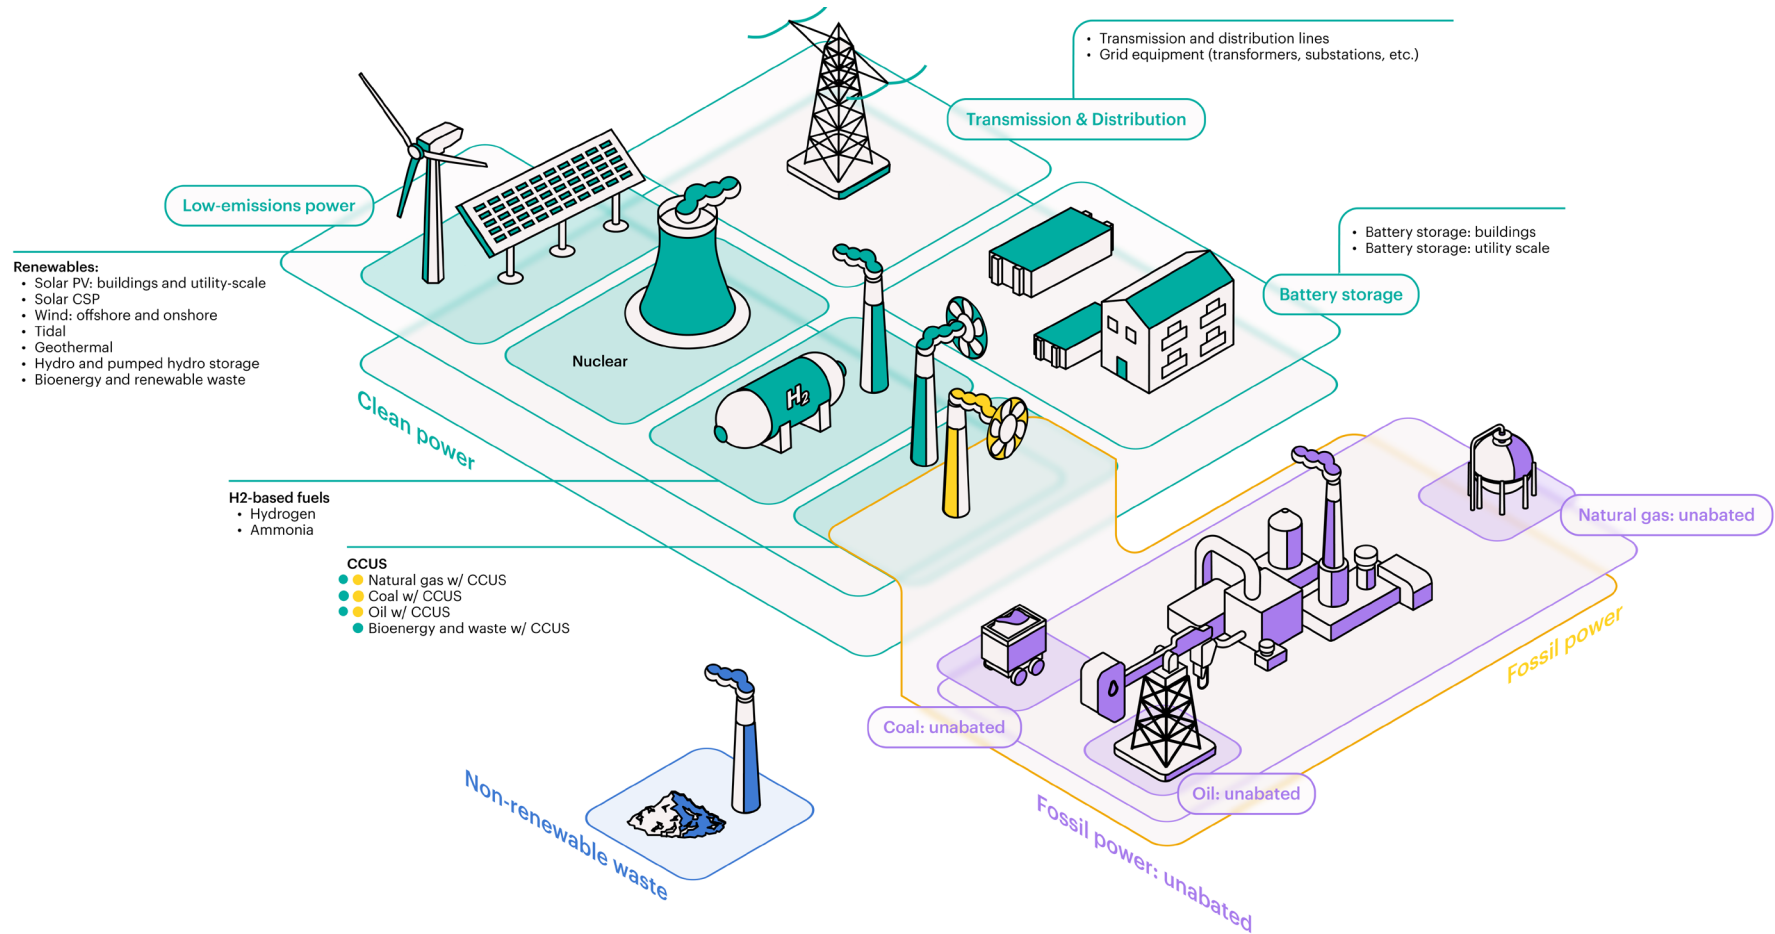 • Transmission and distribution lines
• Grid equipment (transformers, substations, etc.)
Transmission & Distribution
Low-emissions power
• Battery storage: buildings
• Battery storage: utility scale
Battery storage
Renewables:
• Solar PV: buildings and utility-scale
• Solar CSP
• Wind: offshore and onshore
• Tidal
• Geothermal
• Hydro and pumped hydro storage
• Bioenergy and renewable waste
Nuclear
H2
Clean power
H2-based fuels
• Hydrogen
• Ammonia
CCUS
Natural gas w/ CCUS
Coal w/ CCUS
Oil w/ CCUS
Bioenergy and waste w/ CCUS
Natural gas: unabated
Fossil power
Coal: unabated
Oil: unabated
Fossil power: unabated
Non-renewable waste